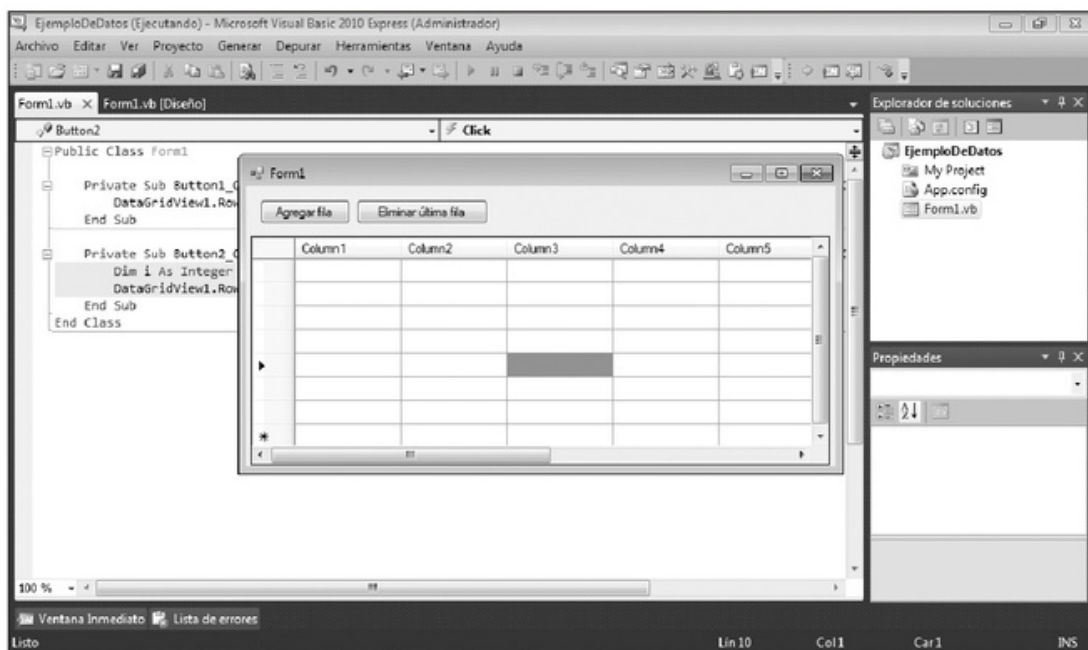 EjemploDeDatos (Ejecutando) - Microsoft Visual Basic 2010 Express (Administrador)
Archivo Editar Ver Proyecto Generar Depurar Herramientas Ventana Ayuda
Form1.vb Form1.vb [Diseño]
Button2
Click
Public Class Form1
Private Sub Button1_
DataGridView1.Row
End Sub
Private Sub Button2_
Dim i As Integer
DataGridView1.Row
End Sub
End Class
Form1
Agregar fila Eliminar última fila
Column1 Column2 Column3 Column4 Column5
100 %
Explorador de soluciones
EjemploDeDatos
My Project
App.config
Form1.vb
Propiedades
Ventana Inmediato Lista de errores
Listo Lín 10 Col 1 Car 1 INS